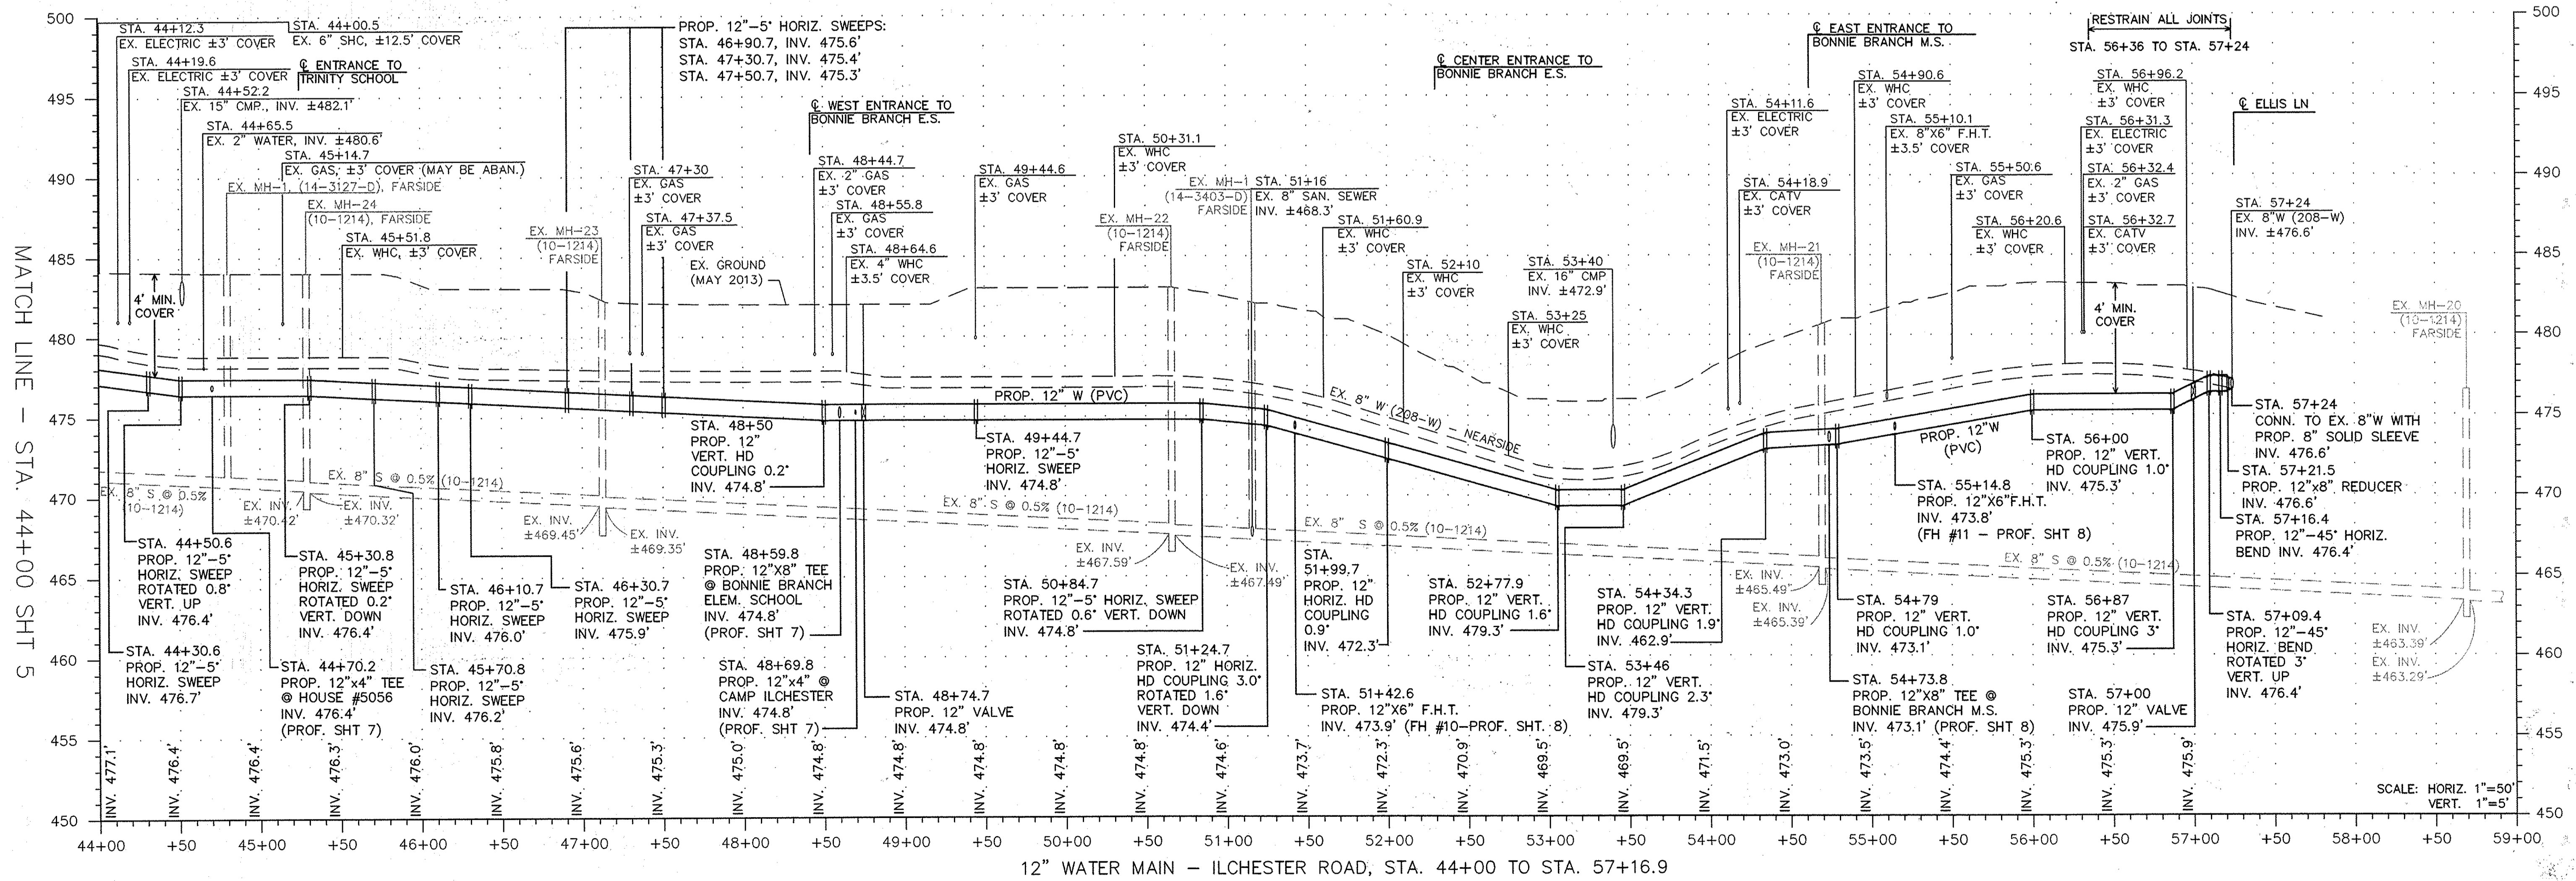 500
495
490
485
480
475
470
465
460
455
450
MATCH LINE – STA. 44+00 SHT 5
STA. 44+12.3
EX. ELECTRIC ±3' COVER
STA. 44+00.5
EX. 6" SHC, ±12.5' COVER
STA. 44+19.6
EX. ELECTRIC ±3' COVER
℄ ENTRANCE TO
TRINITY SCHOOL
STA. 44+52.2
EX. 15" CMP., INV. ±482.1'
STA. 44+65.5
EX. 2" WATER, INV. ±480.6'
STA. 45+14.7
EX. GAS, ±3' COVER (MAY BE ABAN.)
EX. MH-1, (14-3127-D), FARSIDE
EX. MH-24
(10-1214), FARSIDE
STA. 45+51.8
EX. WHC, ±3' COVER
4' MIN.
COVER
PROP. 12"-5° HORIZ. SWEEPS:
STA. 46+90.7, INV. 475.6'
STA. 47+30.7, INV. 475.4'
STA. 47+50.7, INV. 475.3'
EX. MH-23
(10-1214)
FARSIDE
STA. 47+30
EX. GAS
±3' COVER
STA. 47+37.5
EX. GAS
±3' COVER
EX. GROUND
(MAY 2013)
℄ WEST ENTRANCE TO
BONNIE BRANCH E.S.
STA. 48+44.7
EX. 2" GAS
±3' COVER
STA. 48+55.8
EX. GAS
±3' COVER
STA. 48+64.6
EX. 4" WHC
±3.5' COVER
STA. 49+44.6
EX. GAS
±3' COVER
STA. 50+31.1
EX. WHC
±3' COVER
EX. MH-22
(10-1214)
FARSIDE
EX. MH-1
(14-3403-D)
FARSIDE
STA. 51+16
EX. 8" SAN. SEWER
INV. ±468.3'
STA. 51+60.9
EX. WHC
±3' COVER
℄ CENTER ENTRANCE TO
BONNIE BRANCH E.S.
STA. 52+10
EX. WHC
±3' COVER
STA. 53+40
EX. 16" CMP
INV. ±472.9'
STA. 53+25
EX. WHC
±3' COVER
℄ EAST ENTRANCE TO
BONNIE BRANCH M.S.
STA. 54+11.6
EX. ELECTRIC
±3' COVER
STA. 54+18.9
EX. CATV
±3' COVER
EX. MH-21
(10-1214)
FARSIDE
STA. 54+90.6
EX. WHC
±3' COVER
STA. 55+10.1
EX. 8"X6" F.H.T.
±3.5' COVER
STA. 55+50.6
EX. GAS
±3' COVER
STA. 56+20.6
EX. WHC
±3' COVER
RESTRAIN ALL JOINTS
STA. 56+36 TO STA. 57+24
STA. 56+96.2
EX. WHC
±3' COVER
STA. 56+31.3
EX. ELECTRIC
±3' COVER
STA. 56+32.4
EX. 2" GAS
±3' COVER
STA. 56+32.7
EX. CATV
±3' COVER
4' MIN.
COVER
℄ ELLIS LN
STA. 57+24
EX. 8"W (208-W)
INV. ±476.6'
EX. MH-20
(10-1214)
FARSIDE
500
495
490
485
480
475
470
465
460
455
450
PROP. 12" W (PVC)
EX. 8" W (208-W) - NEARSIDE
PROP. 12"W
(PVC)
EX. 8" S @ 0.5%
(10-1214)
EX. 8" S @ 0.5% (10-1214)
EX. 8" S @ 0.5% (10-1214)
EX. 8" S @ 0.5% (10-1214)
EX. 8" S @ 0.5% (10-1214)
EX. INV.
±470.42'
EX. INV.
±470.32'
EX. INV.
±469.45'
EX. INV.
±469.35'
EX. INV.
±467.59'
EX. INV.
±467.49'
EX. INV.
±465.49'
EX. INV.
±465.39'
EX. INV.
±463.39'
EX. INV.
±463.29'
STA. 44+30.6
PROP. 12"-5°
HORIZ. SWEEP
INV. 476.7'
STA. 44+50.6
PROP. 12"-5°
HORIZ. SWEEP
ROTATED 0.8°
VERT. UP
INV. 476.4'
STA. 44+70.2
PROP. 12"x4" TEE
@ HOUSE #5056
INV. 476.4'
(PROF. SHT 7)
STA. 45+30.8
PROP. 12"-5°
HORIZ. SWEEP
ROTATED 0.2°
VERT. DOWN
INV. 476.4'
STA. 45+70.8
PROP. 12"-5°
HORIZ. SWEEP
INV. 476.2'
STA. 46+10.7
PROP. 12"-5°
HORIZ. SWEEP
INV. 476.0'
STA. 46+30.7
PROP. 12"-5°
HORIZ. SWEEP
INV. 475.9'
STA. 48+50
PROP. 12"
VERT. HD
COUPLING 0.2°
INV. 474.8'
STA. 48+59.8
PROP. 12"X8" TEE
@ BONNIE BRANCH
ELEM. SCHOOL
INV. 474.8'
(PROF. SHT 7)
STA. 48+69.8
PROP. 12"x4" @
CAMP ILCHESTER
INV. 474.8'
(PROF. SHT 7)
STA. 48+74.7
PROP. 12" VALVE
INV. 474.8'
STA. 49+44.7
PROP. 12"-5°
HORIZ. SWEEP
INV. 474.8'
STA. 50+84.7
PROP. 12"-5° HORIZ. SWEEP
ROTATED 0.6° VERT. DOWN
INV. 474.8'
STA. 51+24.7
PROP. 12" HORIZ.
HD COUPLING 3.0°
ROTATED 1.6°
VERT. DOWN
INV. 474.4'
STA. 51+42.6
PROP. 12"X6" F.H.T.
INV. 473.9' (FH #10-PROF. SHT. 8)
STA.
51+99.7
PROP. 12"
HORIZ. HD
COUPLING
0.9°
INV. 472.3'
STA. 52+77.9
PROP. 12" VERT.
HD COUPLING 1.6°
INV. 479.3'
STA. 53+46
PROP. 12" VERT.
HD COUPLING 2.3°
INV. 479.3'
STA. 54+34.3
PROP. 12" VERT.
HD COUPLING 1.9°
INV. 462.9'
STA. 54+73.8
PROP. 12"X8" TEE @
BONNIE BRANCH M.S.
INV. 473.1' (PROF. SHT 8)
STA. 54+79
PROP. 12" VERT.
HD COUPLING 1.0°
INV. 473.1'
STA. 55+14.8
PROP. 12"X6"F.H.T.
INV. 473.8'
(FH #11 - PROF. SHT 8)
STA. 56+00
PROP. 12" VERT.
HD COUPLING 1.0°
INV. 475.3'
STA. 56+87
PROP. 12" VERT.
HD COUPLING 3°
INV. 475.3'
STA. 57+00
PROP. 12" VALVE
INV. 475.9'
STA. 57+09.4
PROP. 12"-45°
HORIZ. BEND
ROTATED 3°
VERT. UP
INV. 476.4'
STA. 57+24
CONN. TO EX. 8"W WITH
PROP. 8" SOLID SLEEVE
INV. 476.6'
STA. 57+21.5
PROP. 12"x8" REDUCER
INV. 476.6'
STA. 57+16.4
PROP. 12"-45° HORIZ.
BEND INV. 476.4'
INV. 477.1'
INV. 476.4'
INV. 476.4'
INV. 476.3'
INV. 476.0'
INV. 475.8'
INV. 475.6'
INV. 475.3'
INV. 475.0'
INV. 474.8'
INV. 474.8'
INV. 474.8'
INV. 474.8'
INV. 474.8'
INV. 474.6'
INV. 473.7'
INV. 472.3'
INV. 470.9'
INV. 469.5'
INV. 469.5'
INV. 471.5'
INV. 473.0'
INV. 473.5'
INV. 474.4'
INV. 475.3'
INV. 475.3'
INV. 475.9'
SCALE: HORIZ. 1"=50'
VERT. 1"=5'
44+00 +50 45+00 +50 46+00 +50 47+00 +50 48+00 +50 49+00 +50 50+00 +50 51+00 +50 52+00 +50 53+00 +50 54+00 +50 55+00 +50 56+00 +50 57+00 +50 58+00 +50 59+00
12" WATER MAIN – ILCHESTER ROAD, STA. 44+00 TO STA. 57+16.9